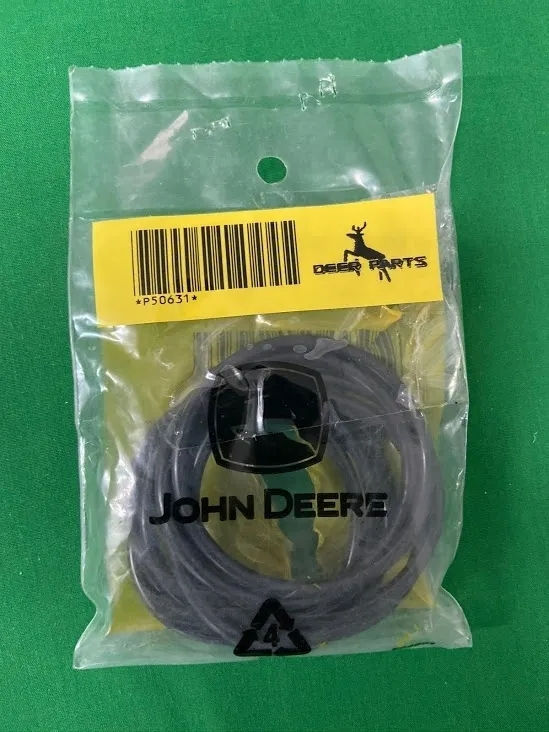 *P50631*
DEER PARTS
JOHN DEERE
4